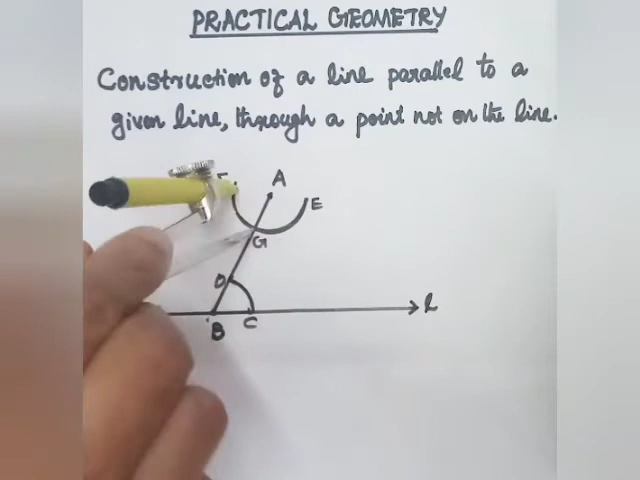 PRACTICAL GEOMETRY
Construction of a line parallel to a
given line, through a point not on the line.
A
E
G
D
l
B C